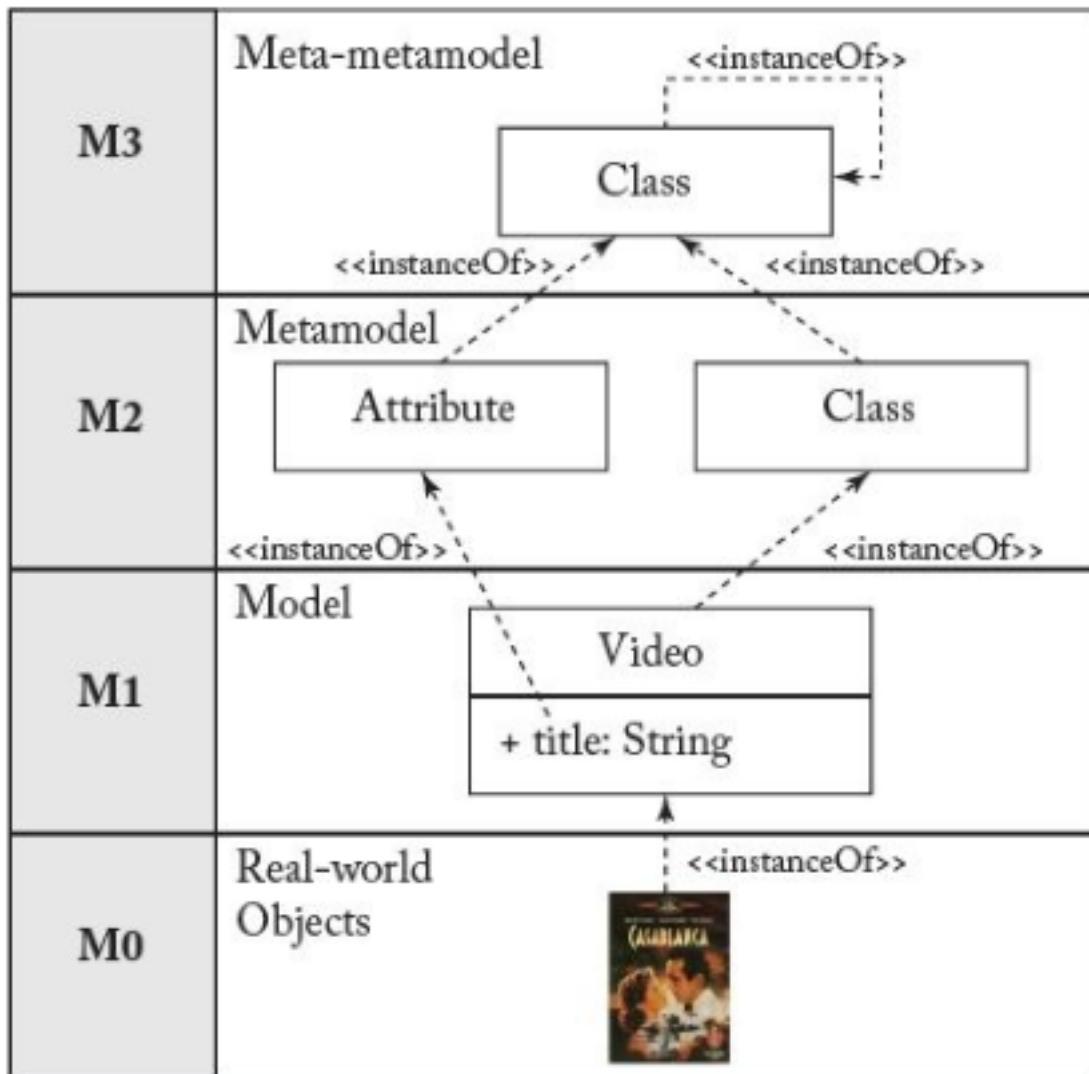 M3
Meta-metamodel
<<instanceOf>>
Class
<<instanceOf>>
<<instanceOf>>
M2
Metamodel
Attribute
Class
<<instanceOf>>
<<instanceOf>>
M1
Model
Video
+ title: String
M0
Real-world
Objects
<<instanceOf>>
CASABLANCA